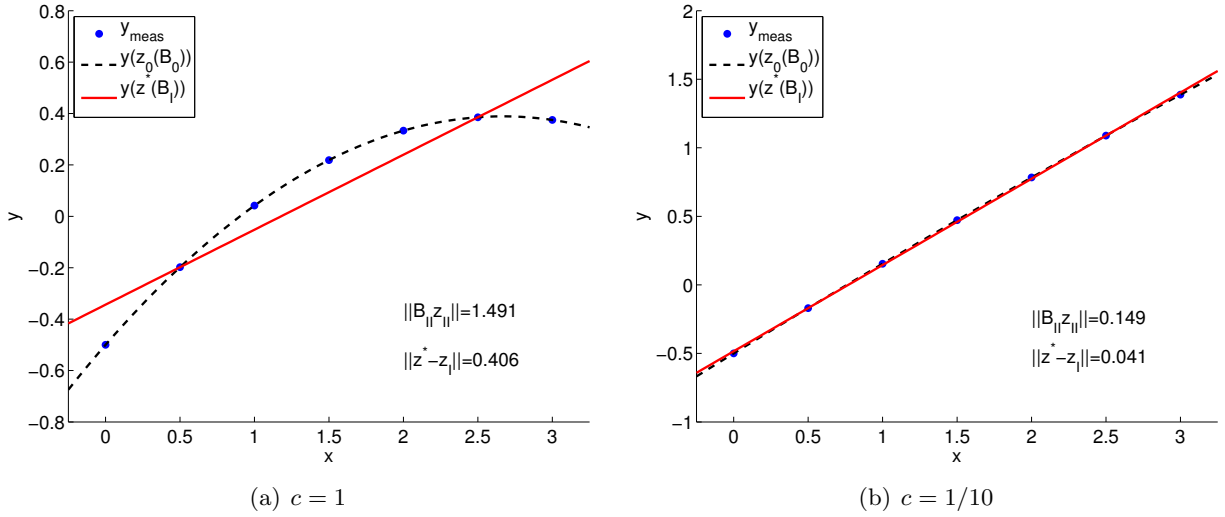 0.8
0.6
0.4
0.2
0
−0.2
−0.4
−0.6
−0.8
0
0.5
1
1.5
2
2.5
3
x
y
y_meas
y(z_0(B_0))
y(z^*(B_I))
||B_II z_II||=1.491
||z^*−z_I||=0.406
(a) c = 1
2
1.5
1
0.5
0
−0.5
−1
0
0.5
1
1.5
2
2.5
3
x
y
y_meas
y(z_0(B_0))
y(z^*(B_I))
||B_II z_II||=0.149
||z^*−z_I||=0.041
(b) c = 1/10